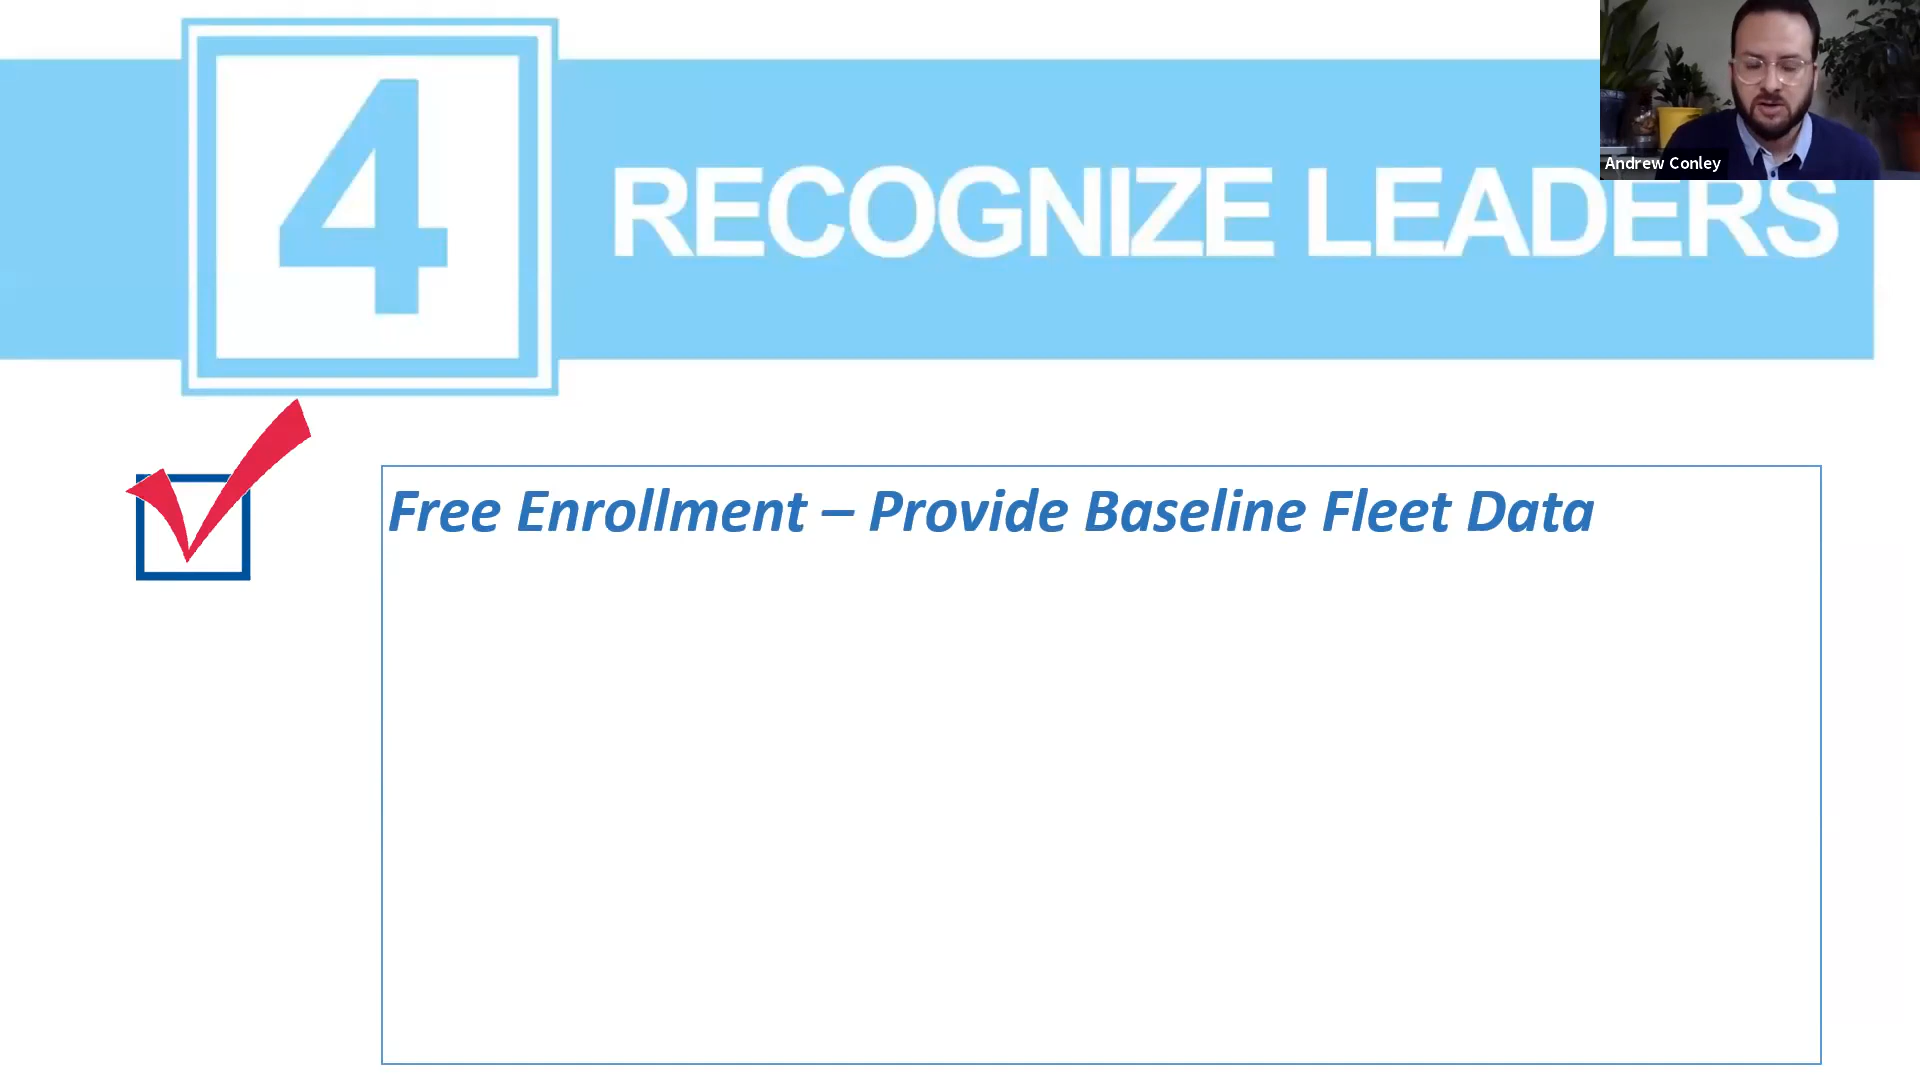 4
RECOGNIZE LEADERS
Andrew Conley
Free Enrollment – Provide Baseline Fleet Data